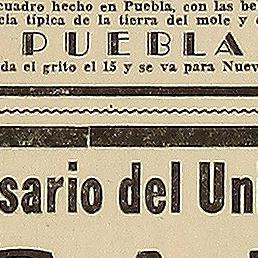 cuadro hecho en Puebla, con las be
cia típica de la tierra del mole y
PUEBLA
da el grito el 15 y se va para Nuev
sario del Un